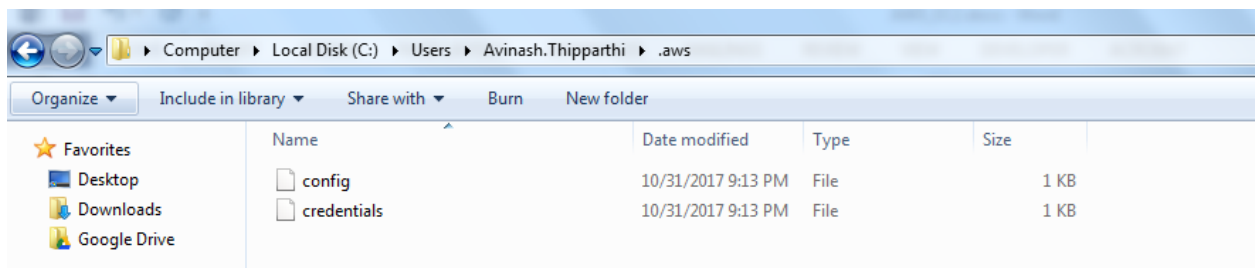 Computer Local Disk (C:) Users Avinash.Thipparthi .aws
Organize Include in library Share with Burn New folder
Favorites
Desktop
Downloads
Google Drive
Name Date modified Type Size
config 10/31/2017 9:13 PM File 1 KB
credentials 10/31/2017 9:13 PM File 1 KB